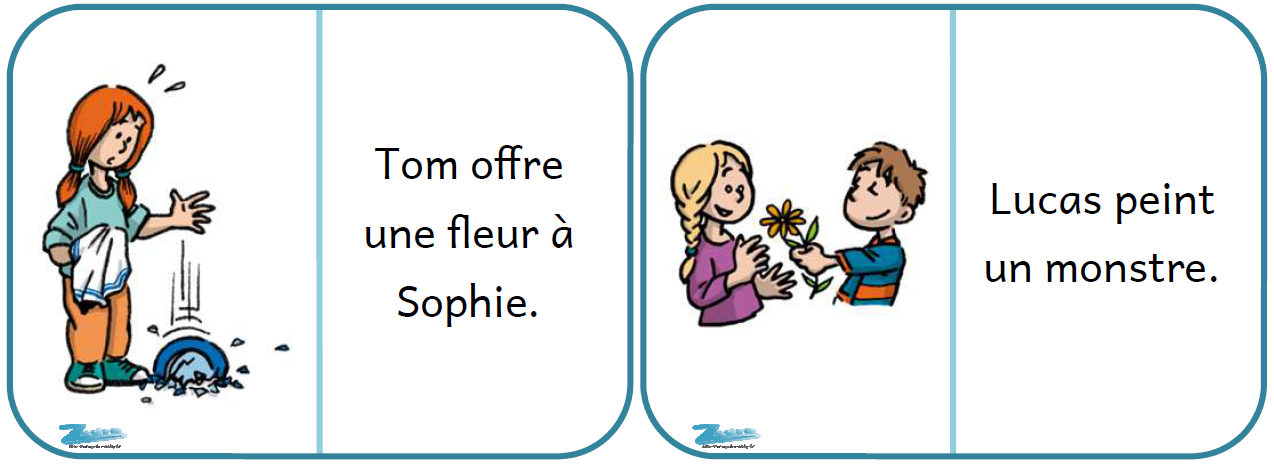 Tom offre
une fleur à
Sophie.
Lucas peint
un monstre.